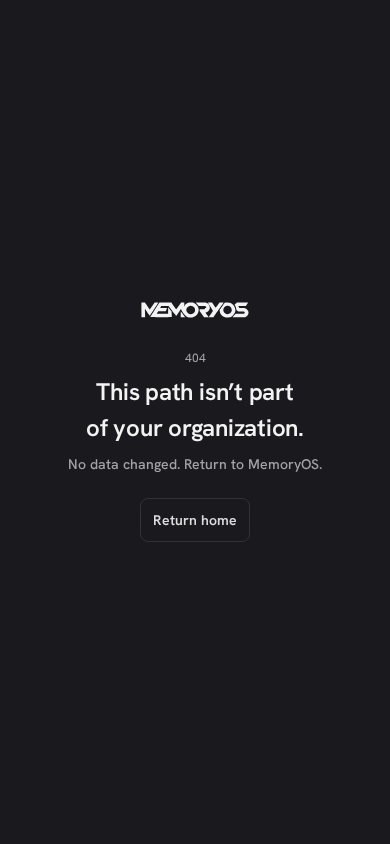 MEMORYOS
404
This path isn’t part
of your organization.
No data changed. Return to MemoryOS.
Return home